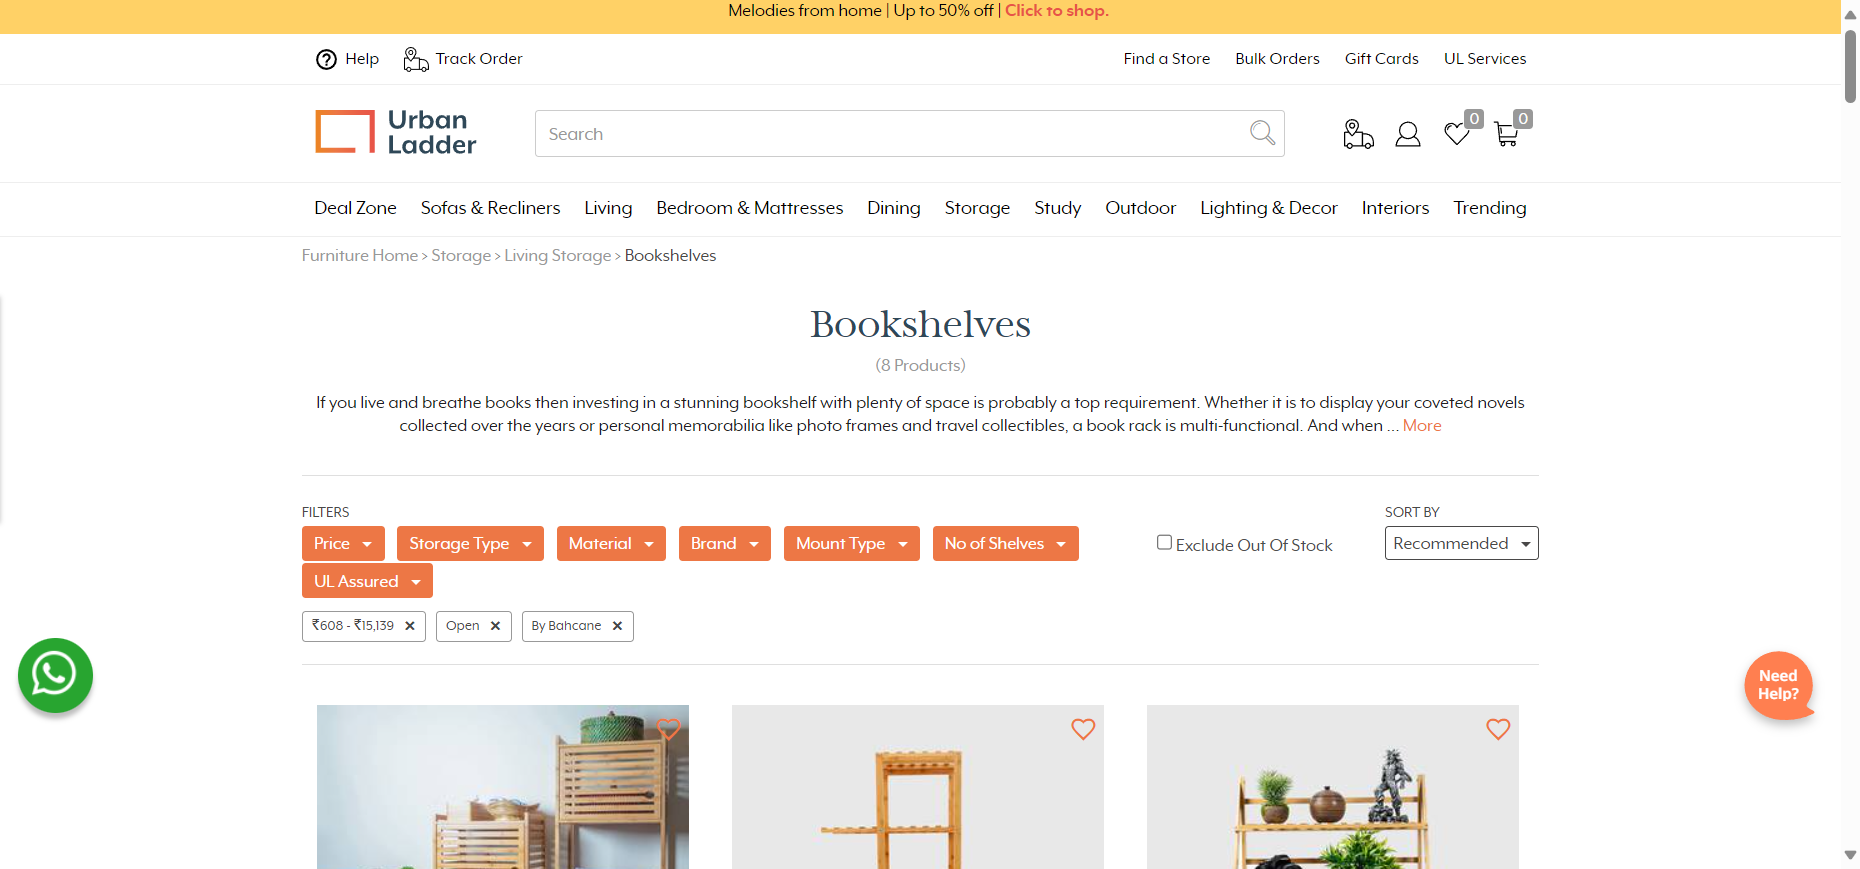 Melodies from home | Up to 50% off | Click to shop.
Help
Track Order
Find a Store
Bulk Orders
Gift Cards
UL Services
Urban
Ladder
Search
0
0
Deal Zone
Sofas & Recliners
Living
Bedroom & Mattresses
Dining
Storage
Study
Outdoor
Lighting & Decor
Interiors
Trending
Furniture Home > Storage > Living Storage > Bookshelves
Bookshelves
(8 Products)
If you live and breathe books then investing in a stunning bookshelf with plenty of space is probably a top requirement. Whether it is to display your coveted novels
collected over the years or personal memorabilia like photo frames and travel collectibles, a book rack is multi-functional. And when ... More
FILTERS
SORT BY
Price
Storage Type
Material
Brand
Mount Type
No of Shelves
Exclude Out Of Stock
Recommended
UL Assured
₹608 - ₹15,139 ×
Open ×
By Bahcane ×
Need
Help?